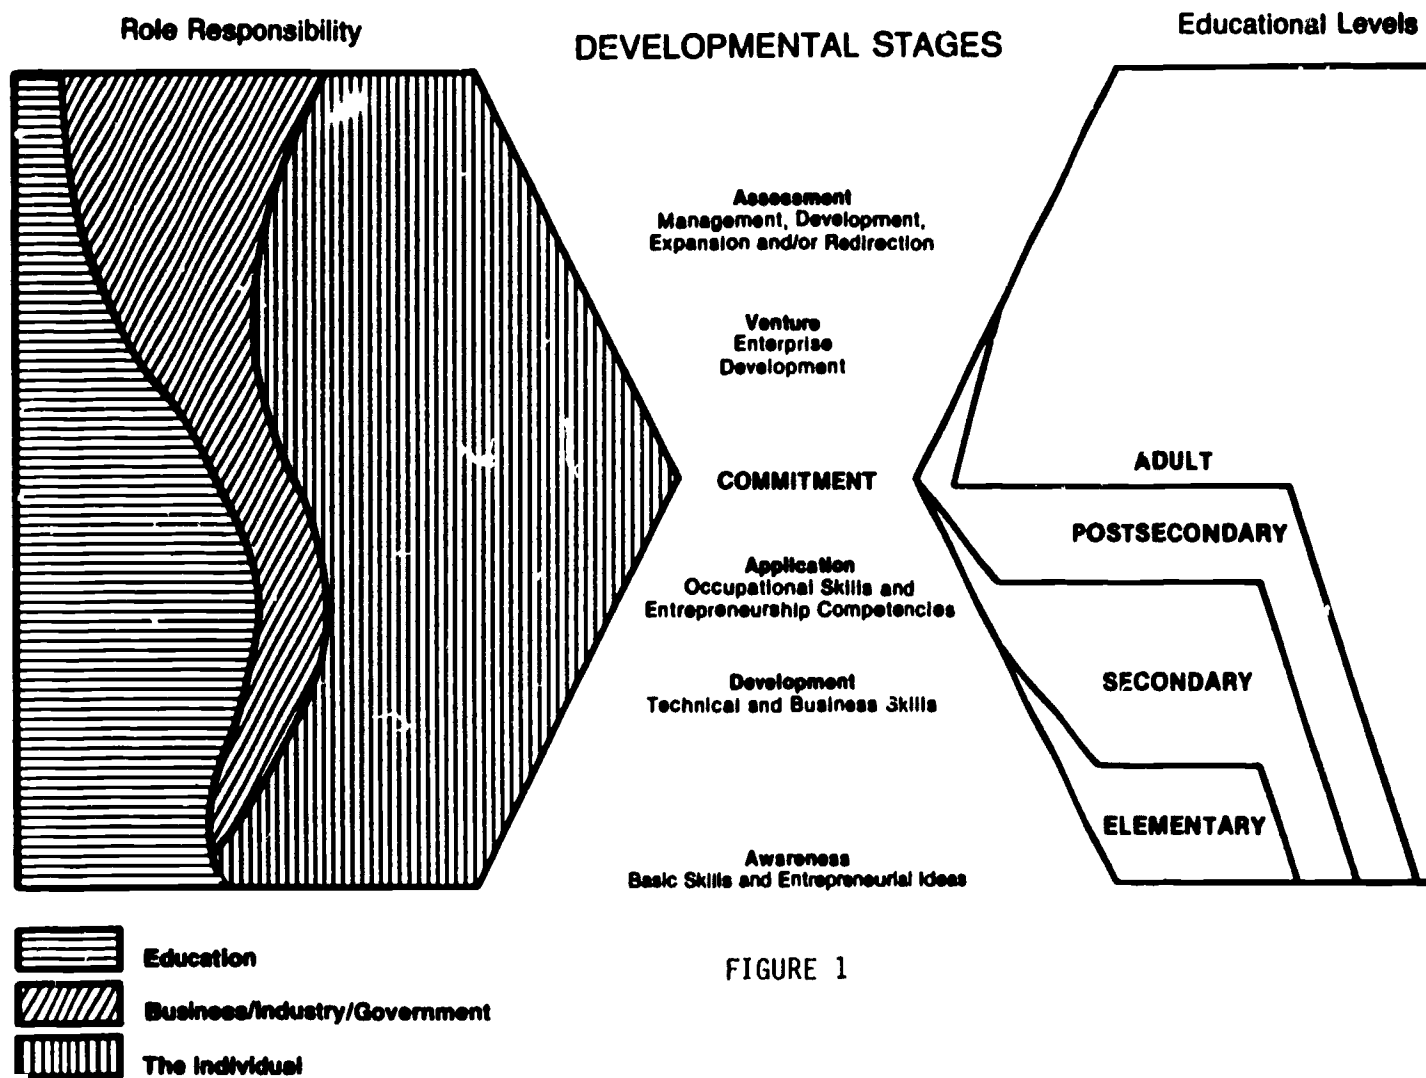 Role Responsibility
DEVELOPMENTAL STAGES
Educational Levels
Assessment
Management, Development,
Expansion and/or Redirection
Venture
Enterprise
Development
COMMITMENT
Application
Occupational Skills and
Entrepreneurship Competencies
Development
Technical and Business Skills
Awareness
Basic Skills and Entrepreneurial Ideas
ADULT
POSTSECONDARY
SECONDARY
ELEMENTARY
Education
Business/Industry/Government
The Individual
FIGURE 1